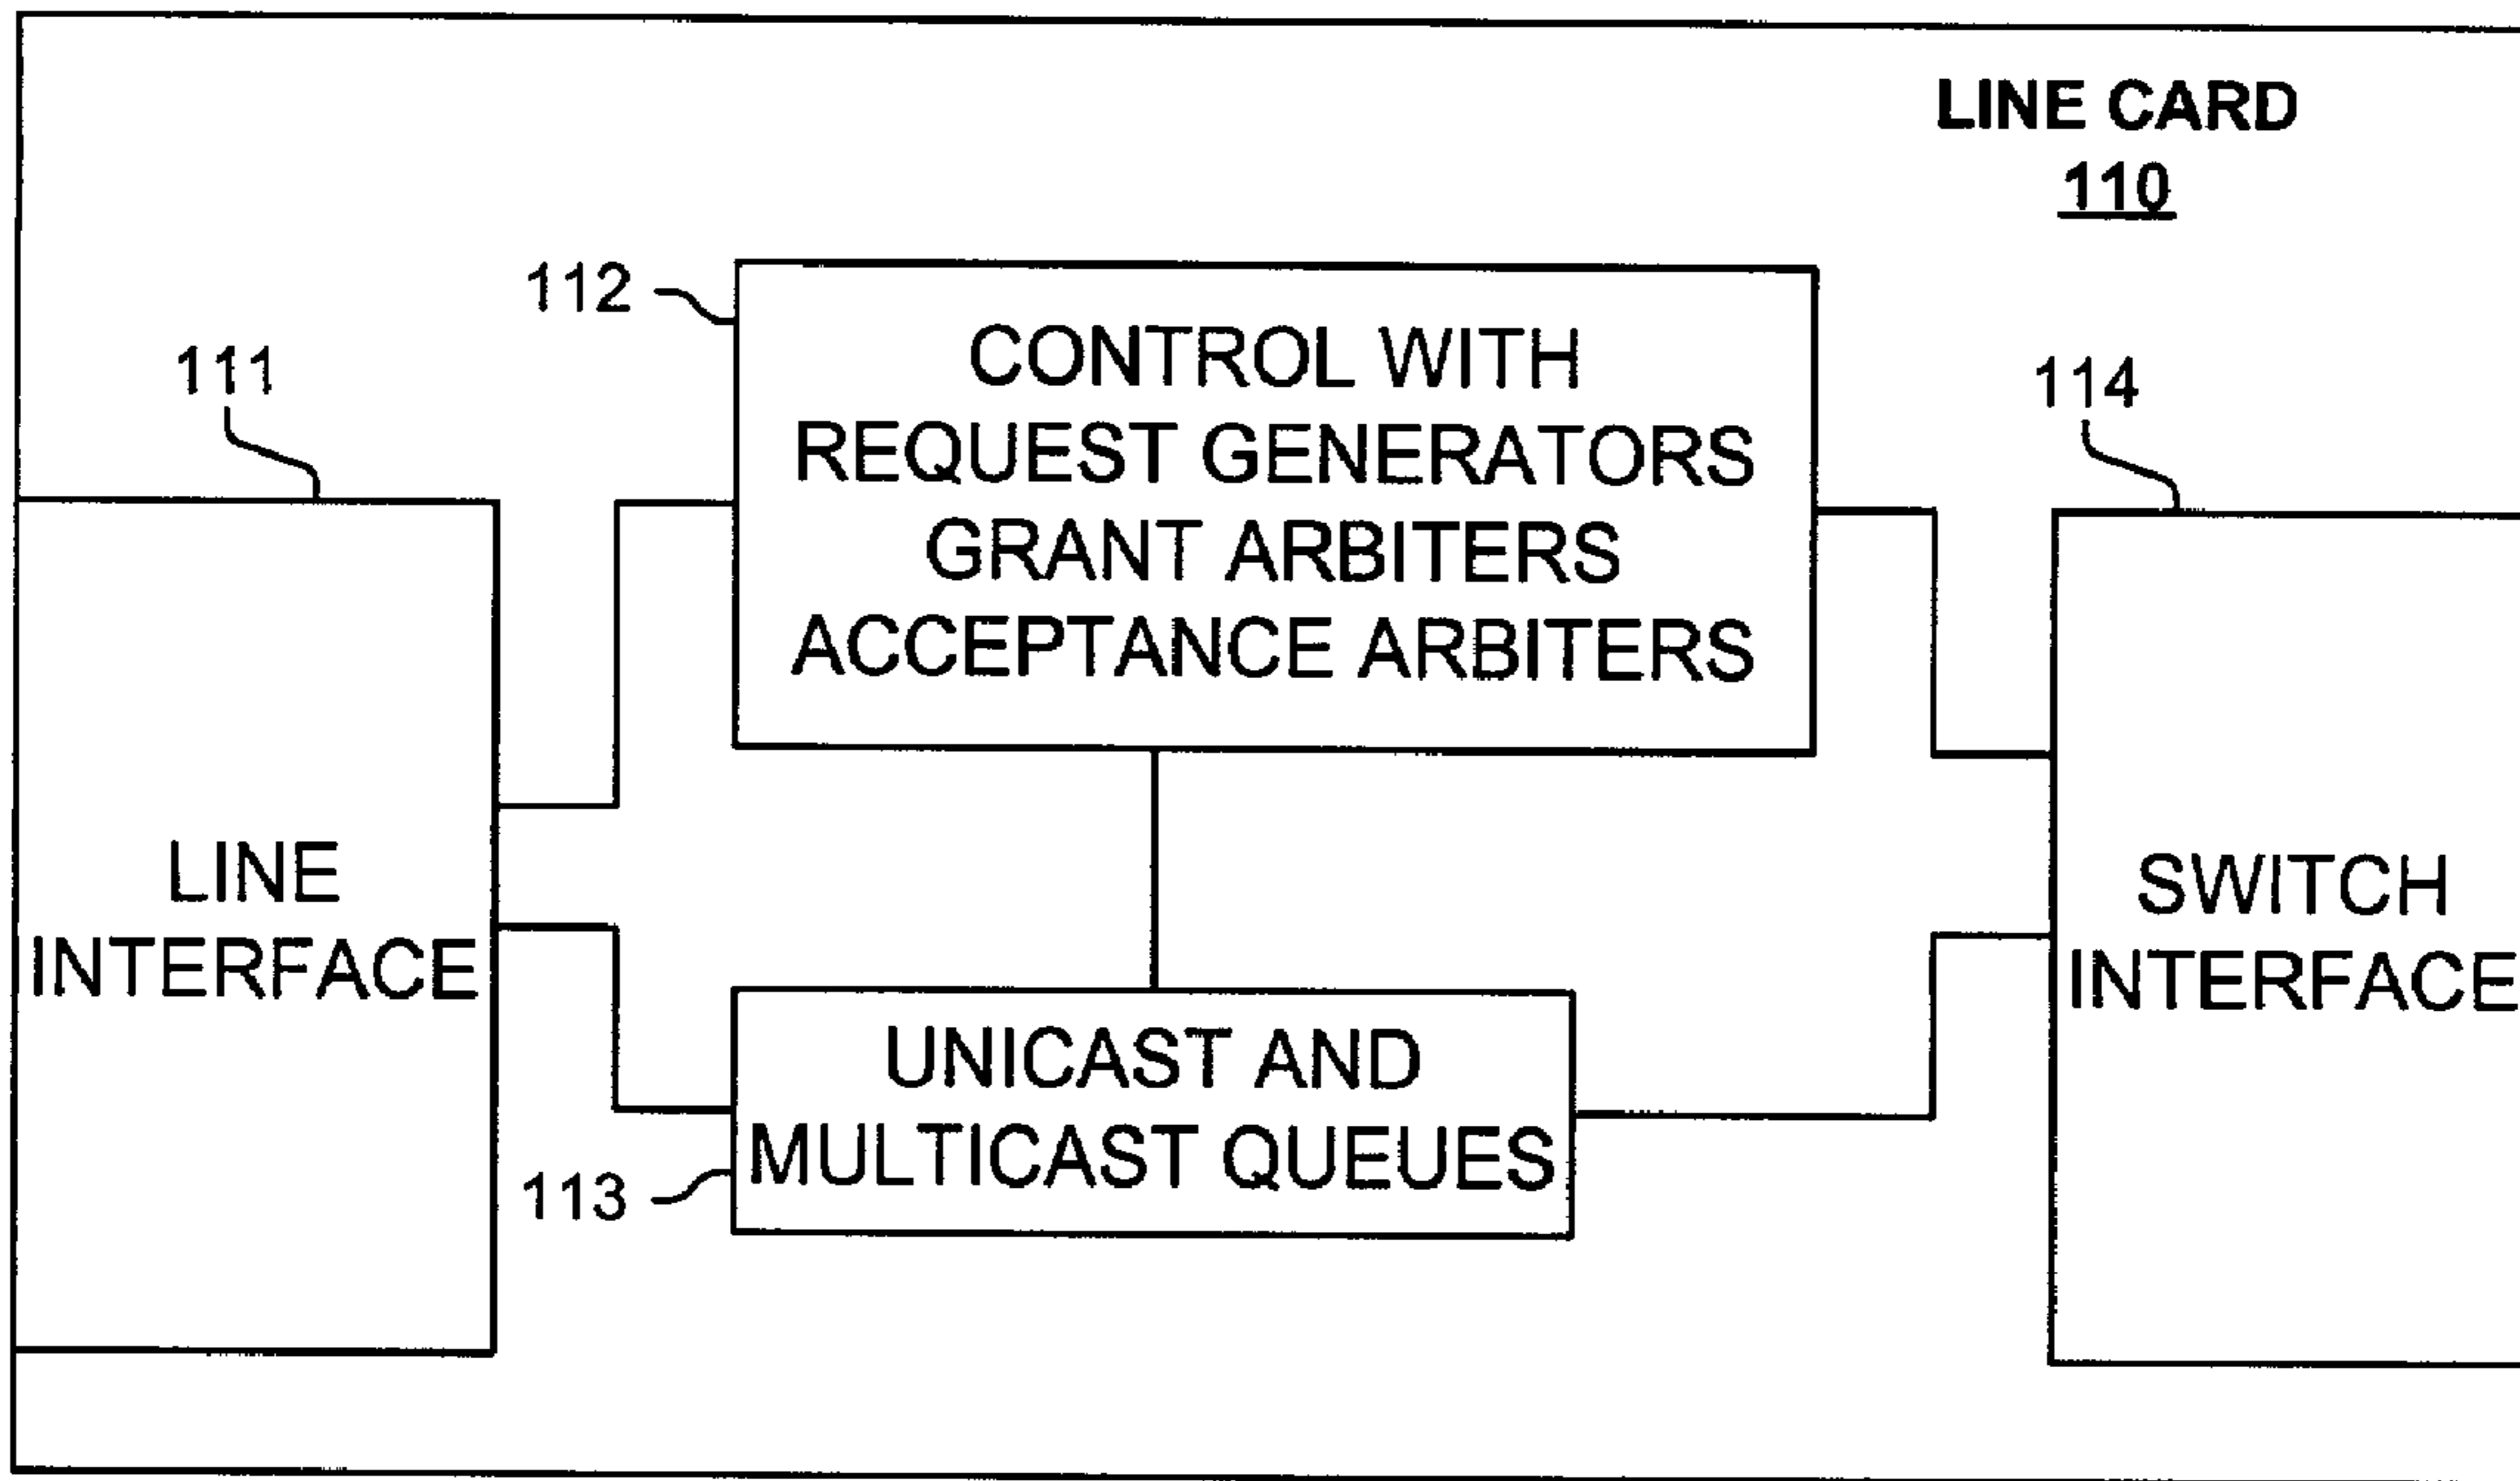 LINE CARD
110
112
CONTROL WITH
REQUEST GENERATORS
GRANT ARBITERS
ACCEPTANCE ARBITERS
111
114
LINE
INTERFACE
SWITCH
INTERFACE
UNICAST AND
MULTICAST QUEUES
113